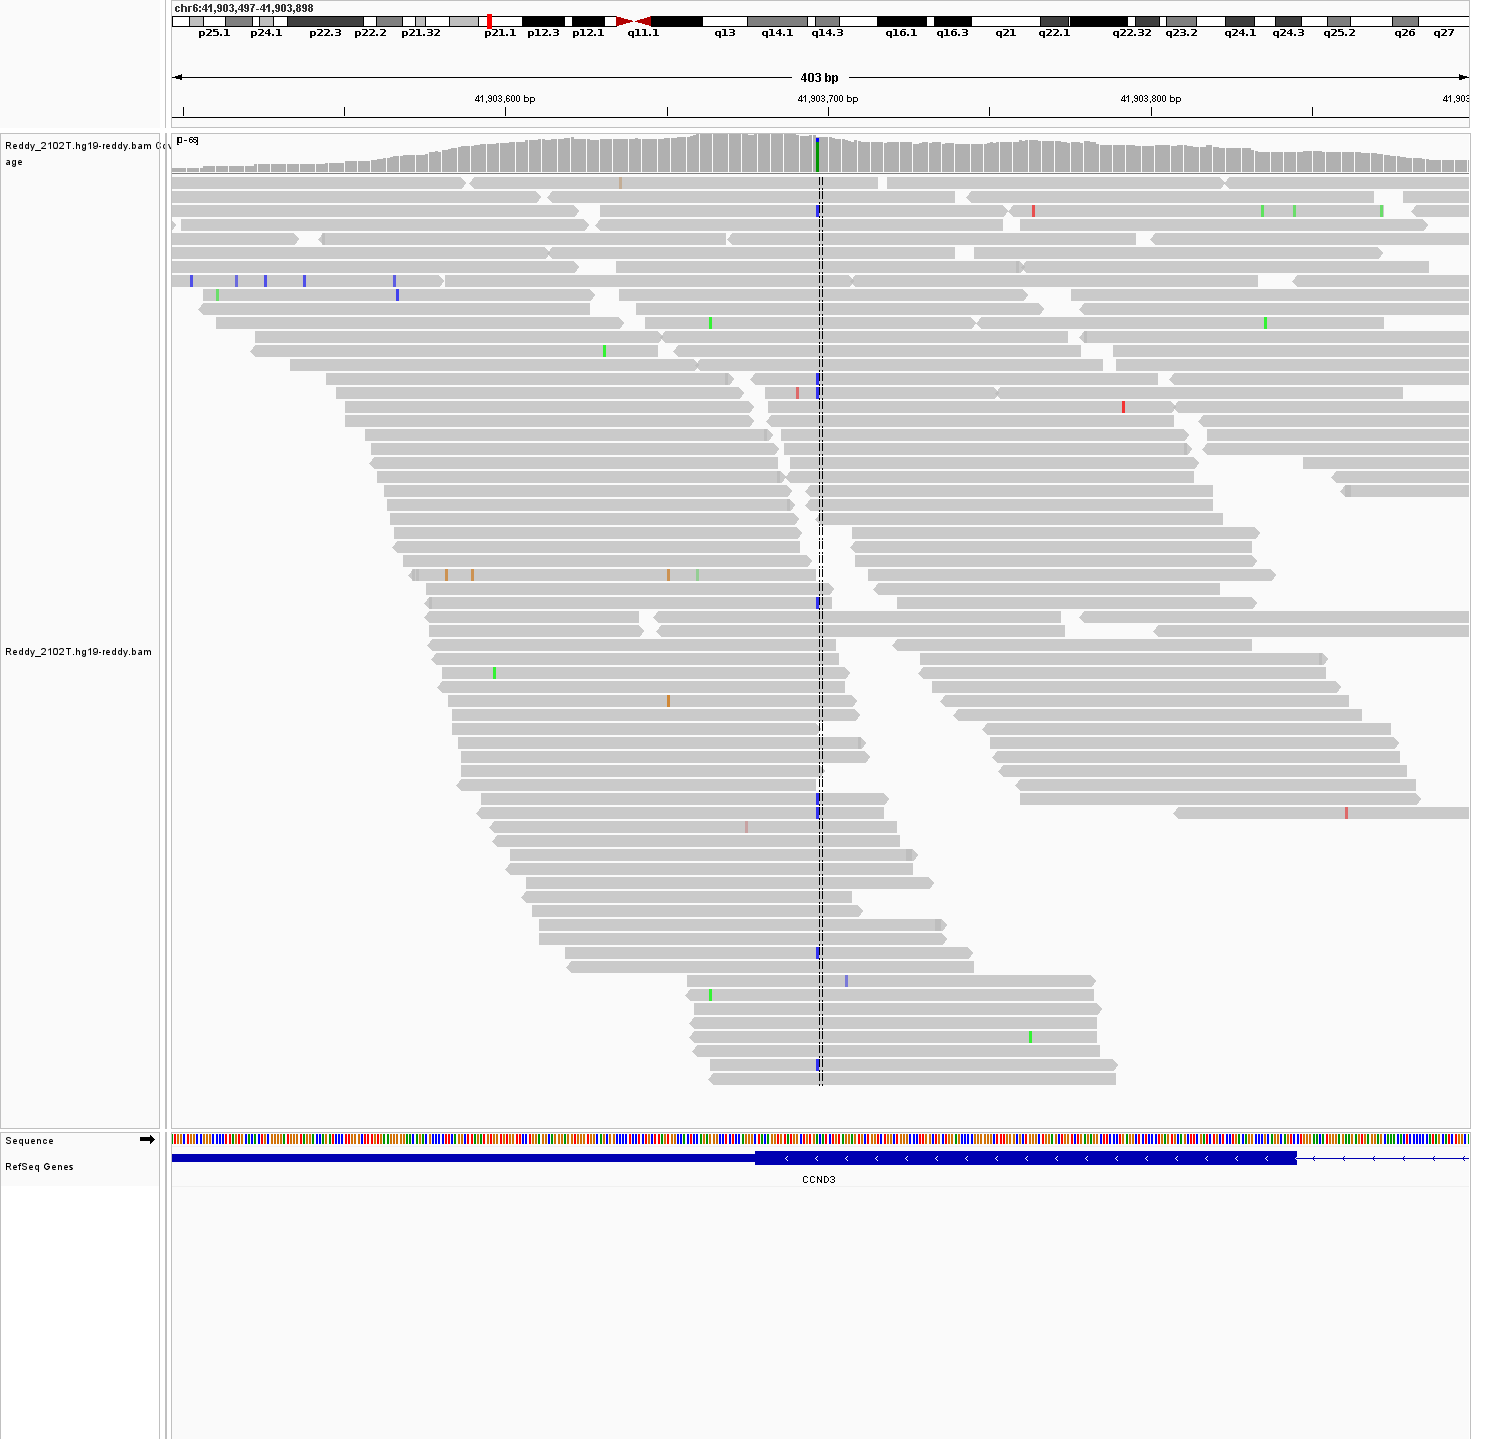 chr6:41,903,497-41,903,898
p25.1 p24.1 p22.3 p22.2 p21.32 p21.1 p12.3 p12.1 q11.1 q13 q14.1 q14.3 q16.1 q16.3 q21 q22.1 q22.32 q23.2 q24.1 q24.3 q25.2 q26 q27
403 bp
41,903,600 bp 41,903,700 bp 41,903,800 bp 41,903
Reddy_2102T.hg19-reddy.bam Cov
age
Reddy_2102T.hg19-reddy.bam
Sequence
RefSeq Genes
CCND3